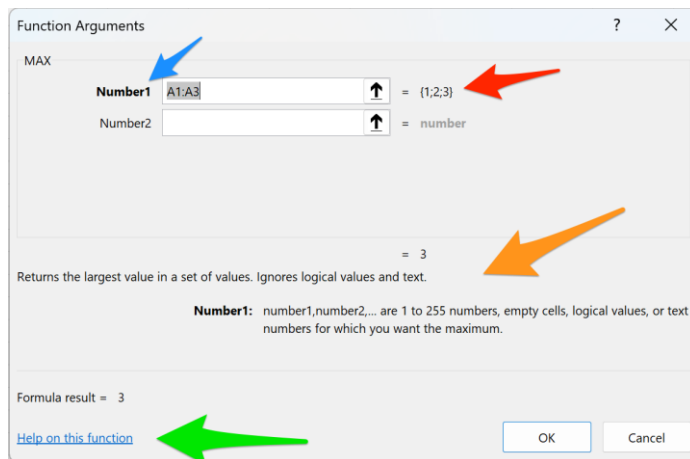 Function Arguments ? ×
MAX
Number1 A1:A3 = {1;2;3}
Number2 = number
= 3
Returns the largest value in a set of values. Ignores logical values and text.
Number1: number1,number2,... are 1 to 255 numbers, empty cells, logical values, or text
numbers for which you want the maximum.
Formula result = 3
Help on this function OK Cancel